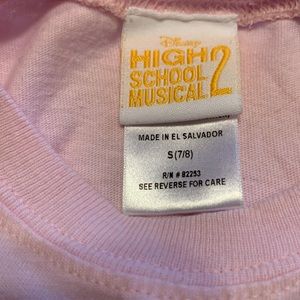 Disney
HIGH
SCHOOL
MUSICAL 2
MADE IN EL SALVADOR
S (7/8)
R/N # 82253
SEE REVERSE FOR CARE